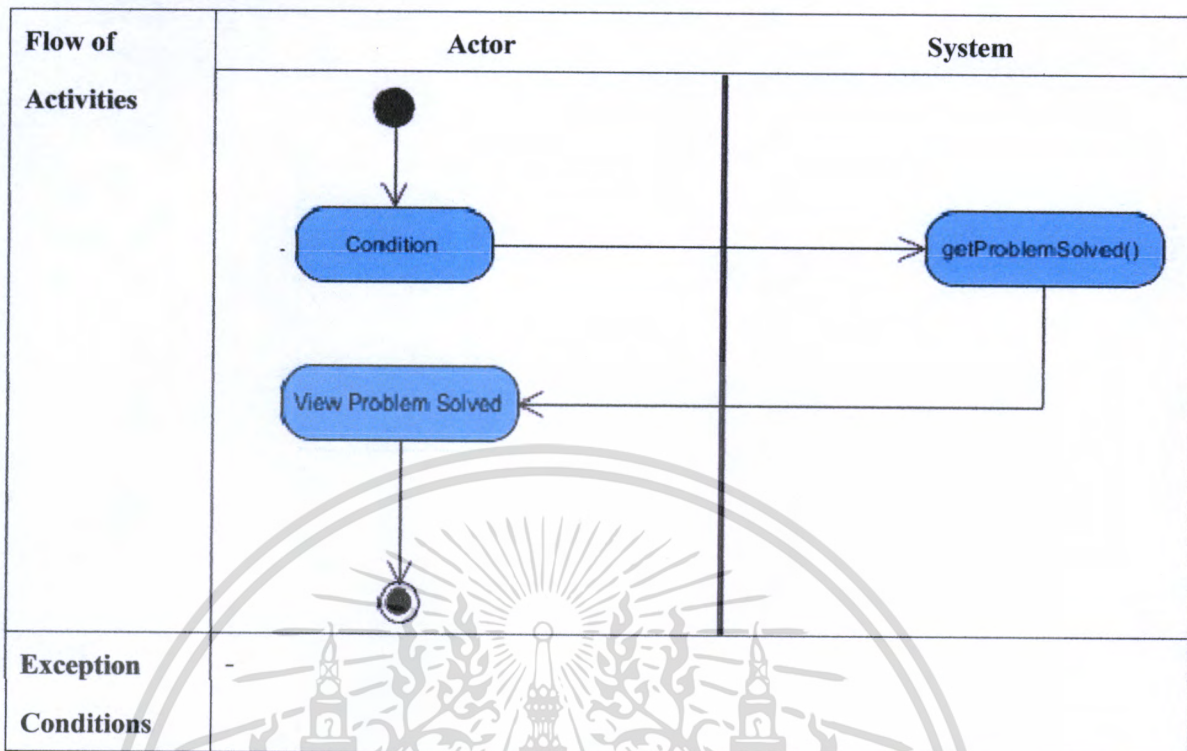 Flow of
Activities
Actor
System
Condition
getProblemSolved()
View Problem Solved
Exception
Conditions
-